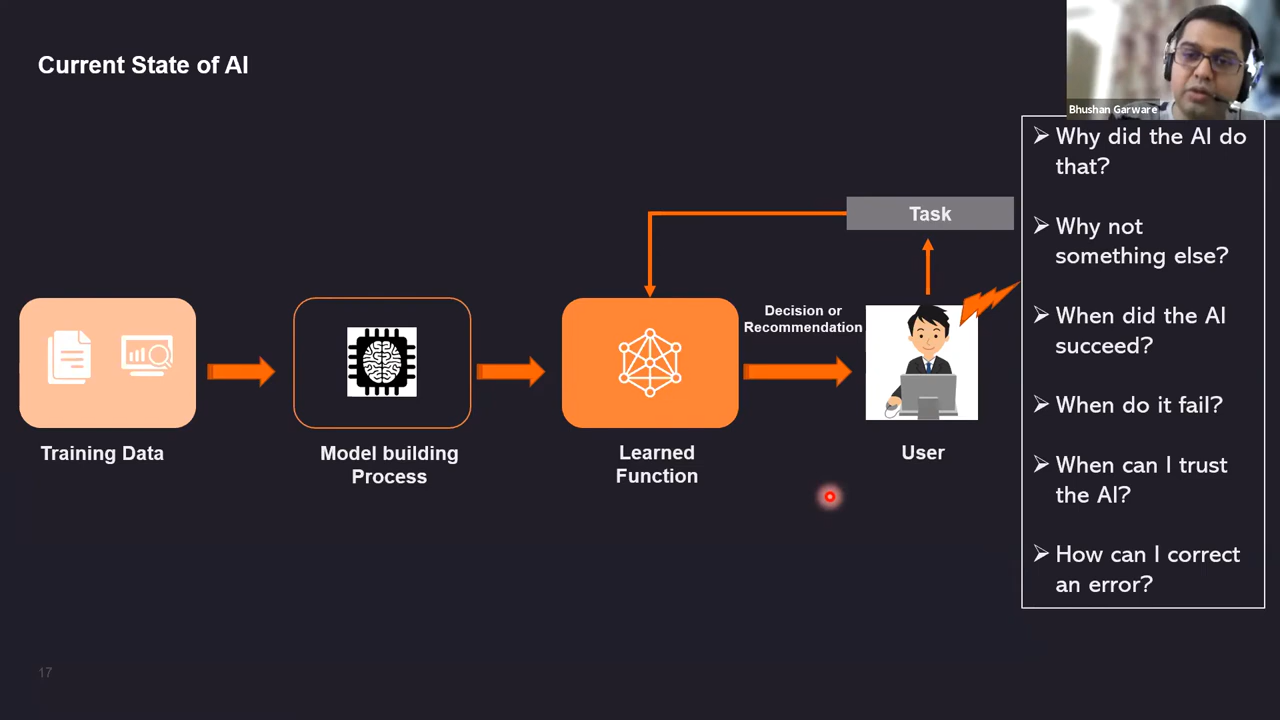 Current State of AI
Bhushan Garware
Why did the AI do
that?
Why not
something else?
When did the AI
succeed?
When do it fail?
When can I trust
the AI?
How can I correct
an error?
Task
Decision or
Recommendation
Training Data
Model building
Process
Learned
Function
User
17